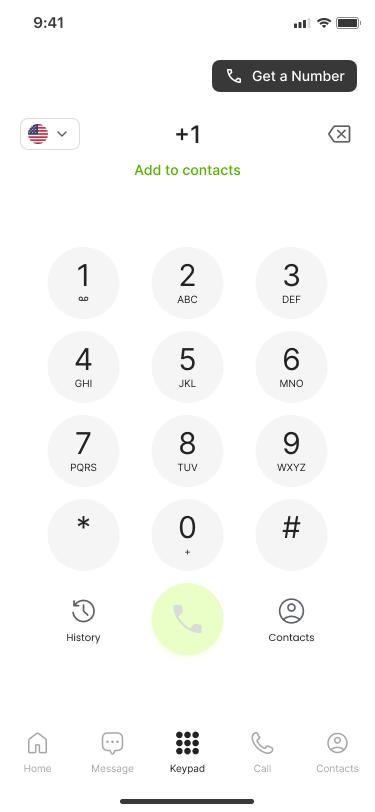 9:41
Get a Number
+1
Add to contacts
1
2
ABC
3
DEF
4
GHI
5
JKL
6
MNO
7
PQRS
8
TUV
9
WXYZ
*
0
+
#
History
Contacts
Home
Message
Keypad
Call
Contacts